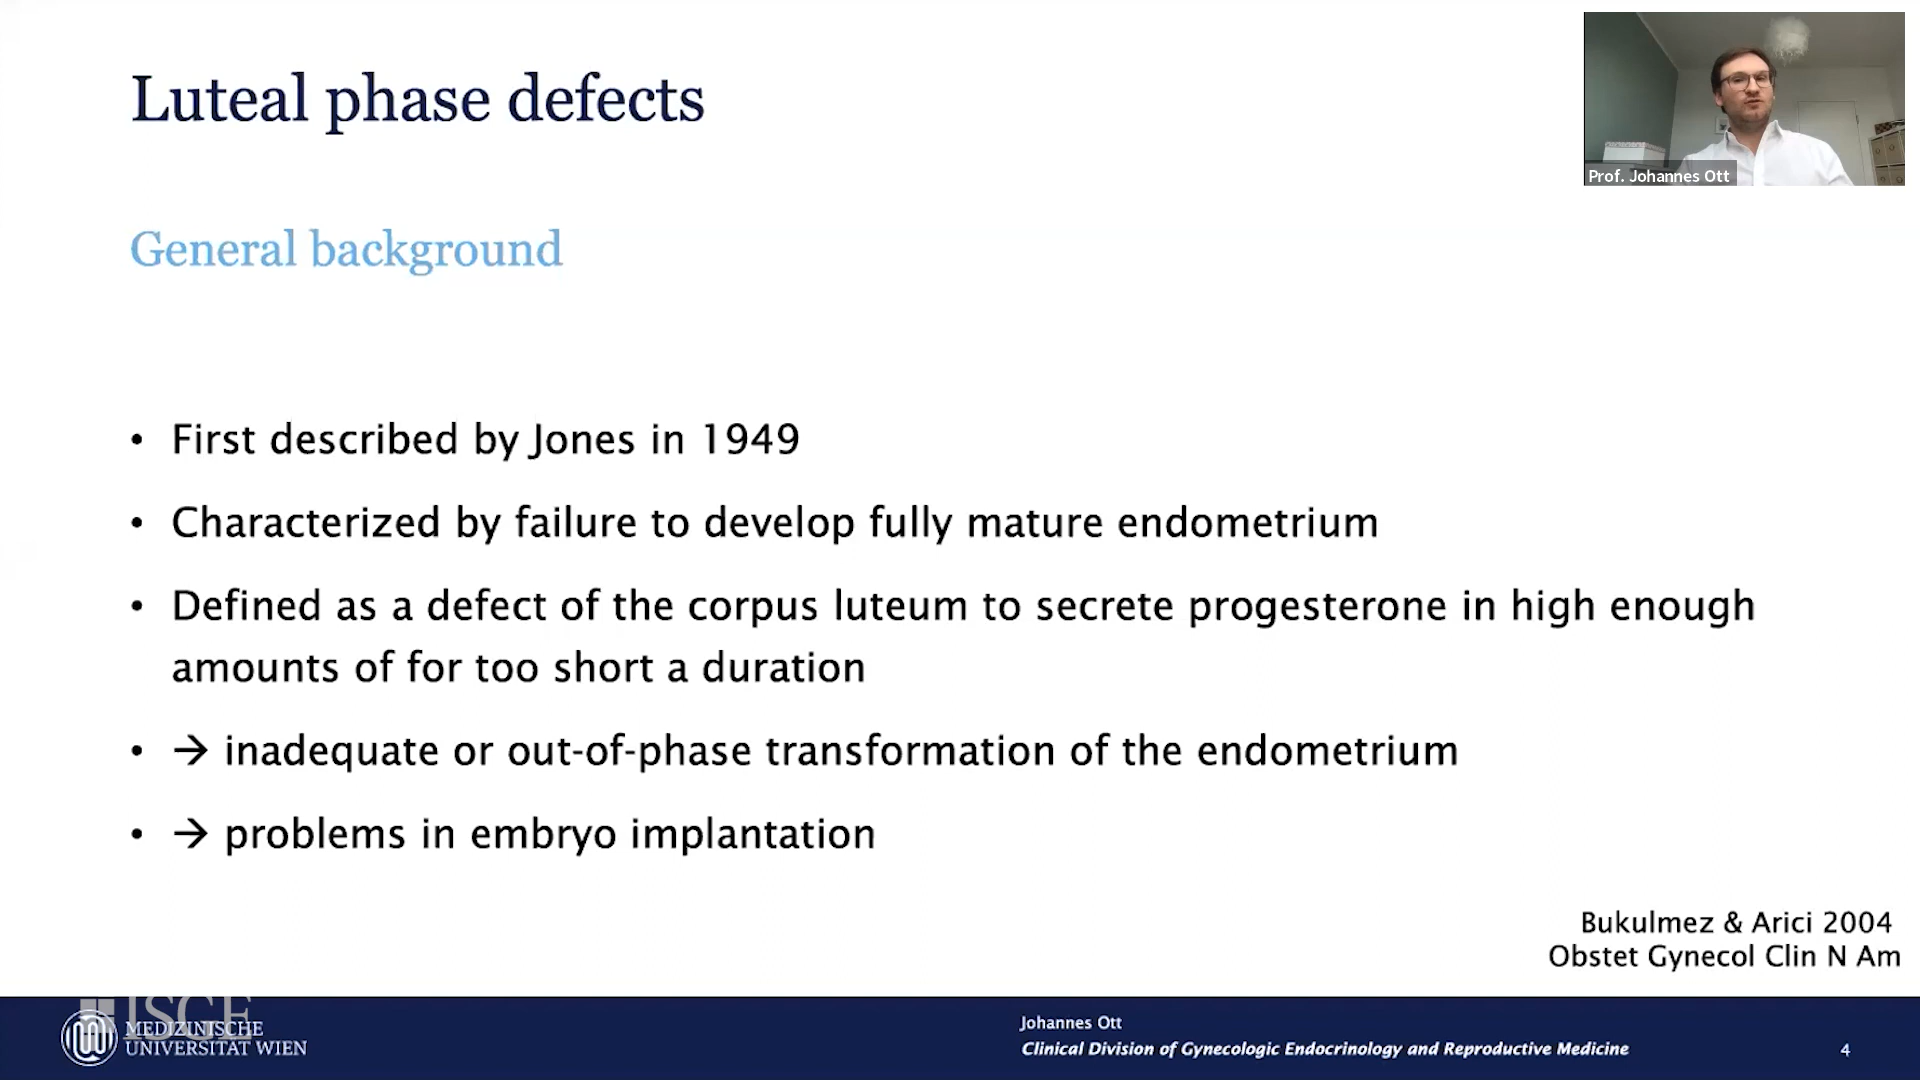 Luteal phase defects
Prof. Johannes Ott
General background
• First described by Jones in 1949
• Characterized by failure to develop fully mature endometrium
• Defined as a defect of the corpus luteum to secrete progesterone in high enough
amounts of for too short a duration
• → inadequate or out-of-phase transformation of the endometrium
• → problems in embryo implantation
Bukulmez & Arici 2004
Obstet Gynecol Clin N Am
ISGE
MEDIZINISCHE
UNIVERSITÄT WIEN
Johannes Ott
Clinical Division of Gynecologic Endocrinology and Reproductive Medicine
4